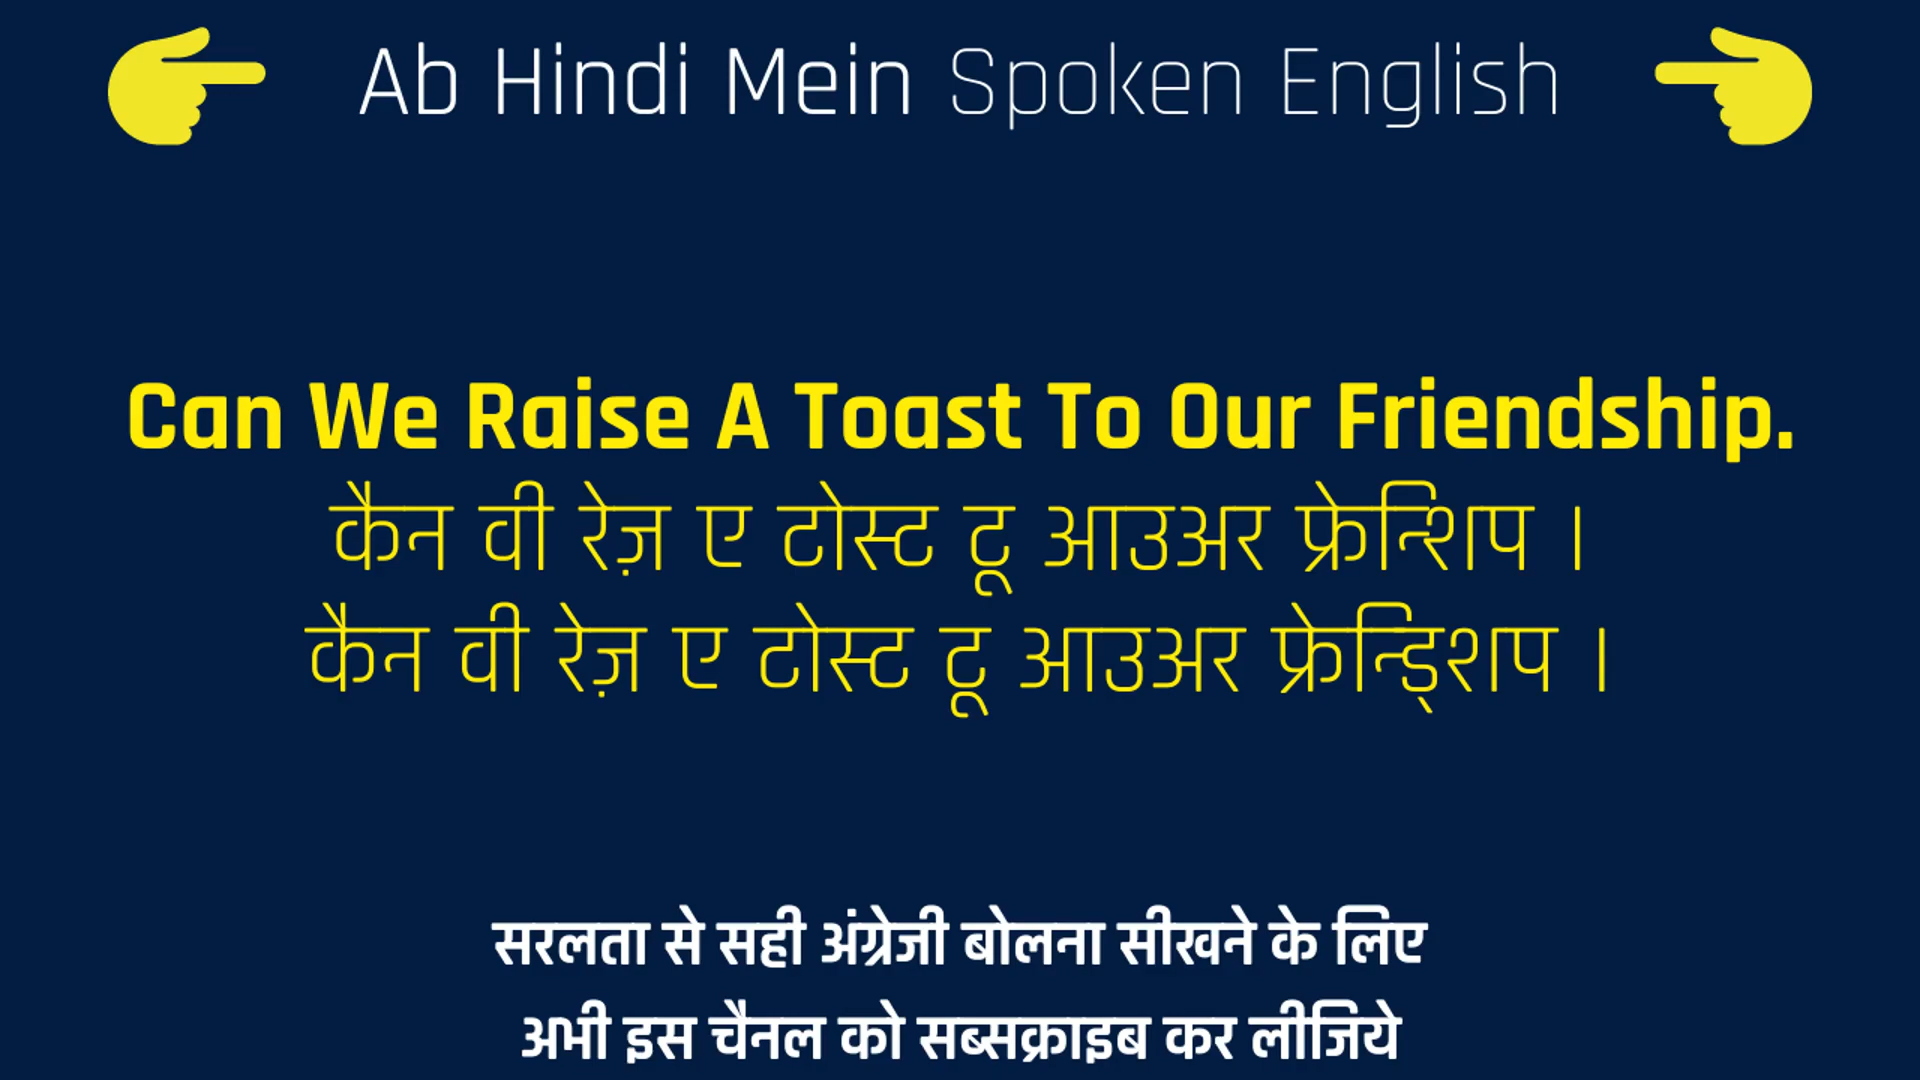 Ab Hindi Mein Spoken English
Can We Raise A Toast To Our Friendship.
कैन वी रेज़ ए टोस्ट टू आउअर फ्रेन्शिप ।
कैन वी रेज़ ए टोस्ट टू आउअर फ्रेन्ड्शिप ।
सरलता से सही अंग्रेजी बोलना सीखने के लिए
अभी इस चैनल को सब्सक्राइब कर लीजिये